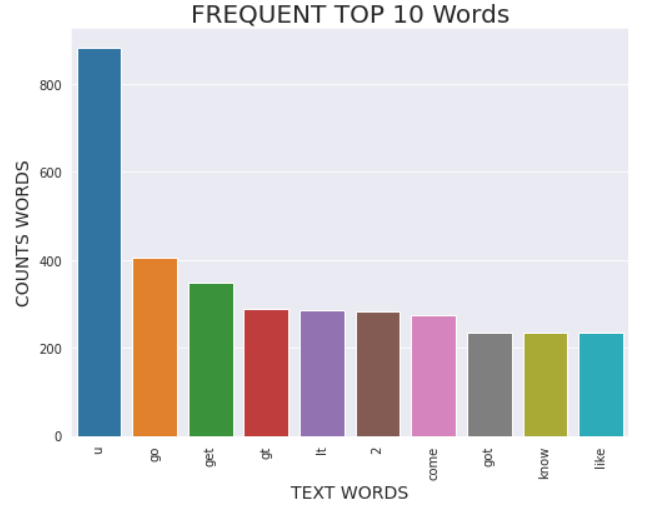 FREQUENT TOP 10 Words
COUNTS WORDS
800
600
400
200
0
u
go
get
gt
lt
2
come
got
know
like
TEXT WORDS